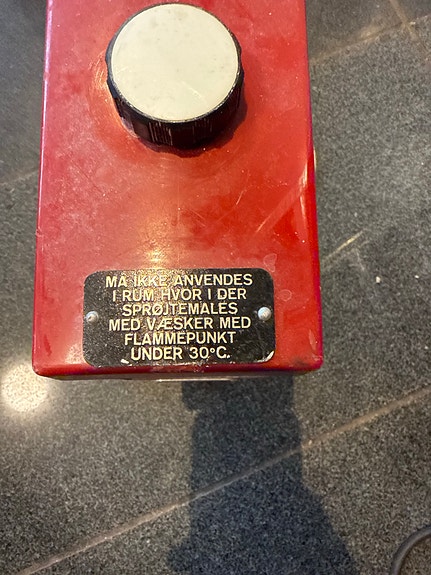 MÅ IKKE ANVENDES
I RUM HVOR I DER
SPRØJTEMALES
MED VÆSKER MED
FLAMMEPUNKT
UNDER 30°C.